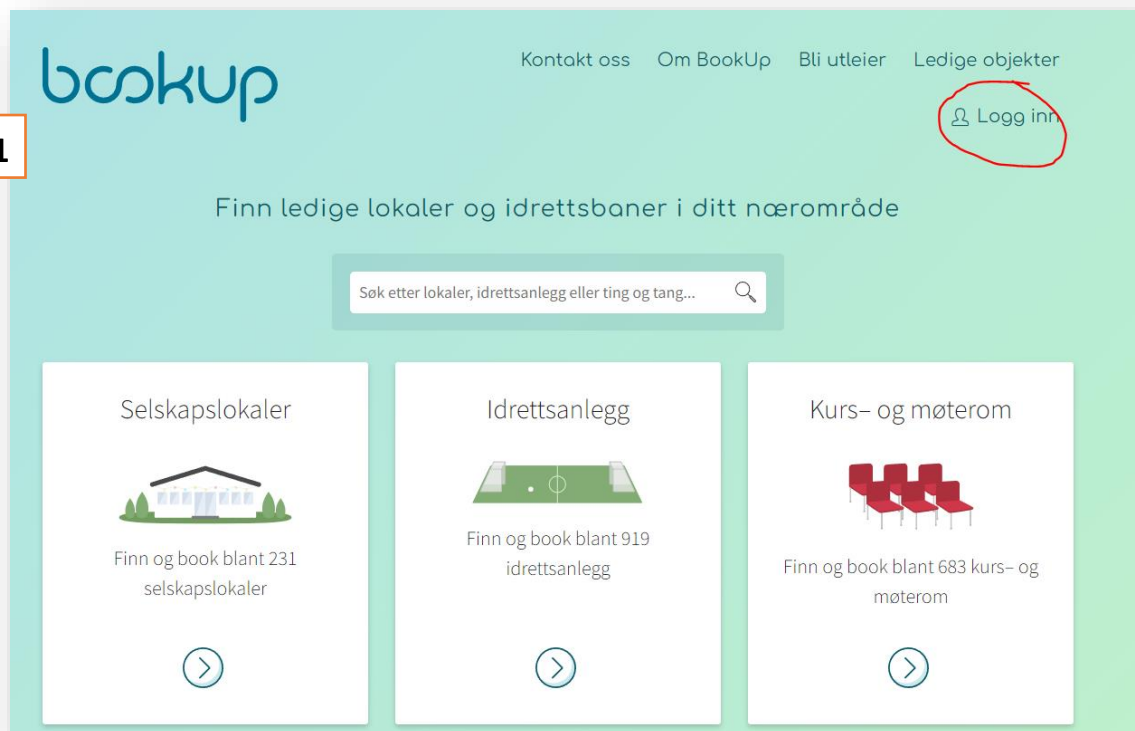 bookup
Kontakt oss Om BookUp Bli utleier Ledige objekter
Logg inn
1
Finn ledige lokaler og idrettsbaner i ditt nærområde
Søk etter lokaler, idrettsanlegg eller ting og tang...
Selskapslokaler
Finn og book blant 231
selskapslokaler
Idrettsanlegg
Finn og book blant 919
idrettsanlegg
Kurs– og møterom
Finn og book blant 683 kurs– og
møterom